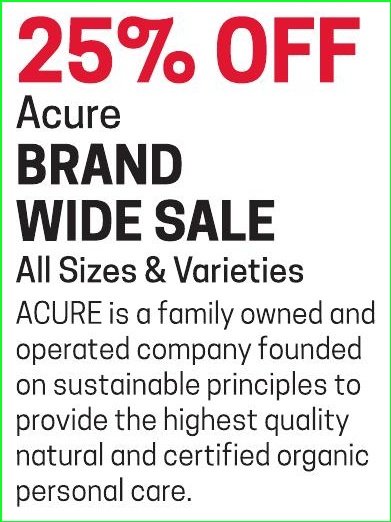 25% OFF
Acure
BRAND
WIDE SALE
All Sizes & Varieties
ACURE is a family owned and
operated company founded
on sustainable principles to
provide the highest quality
natural and certified organic
personal care.